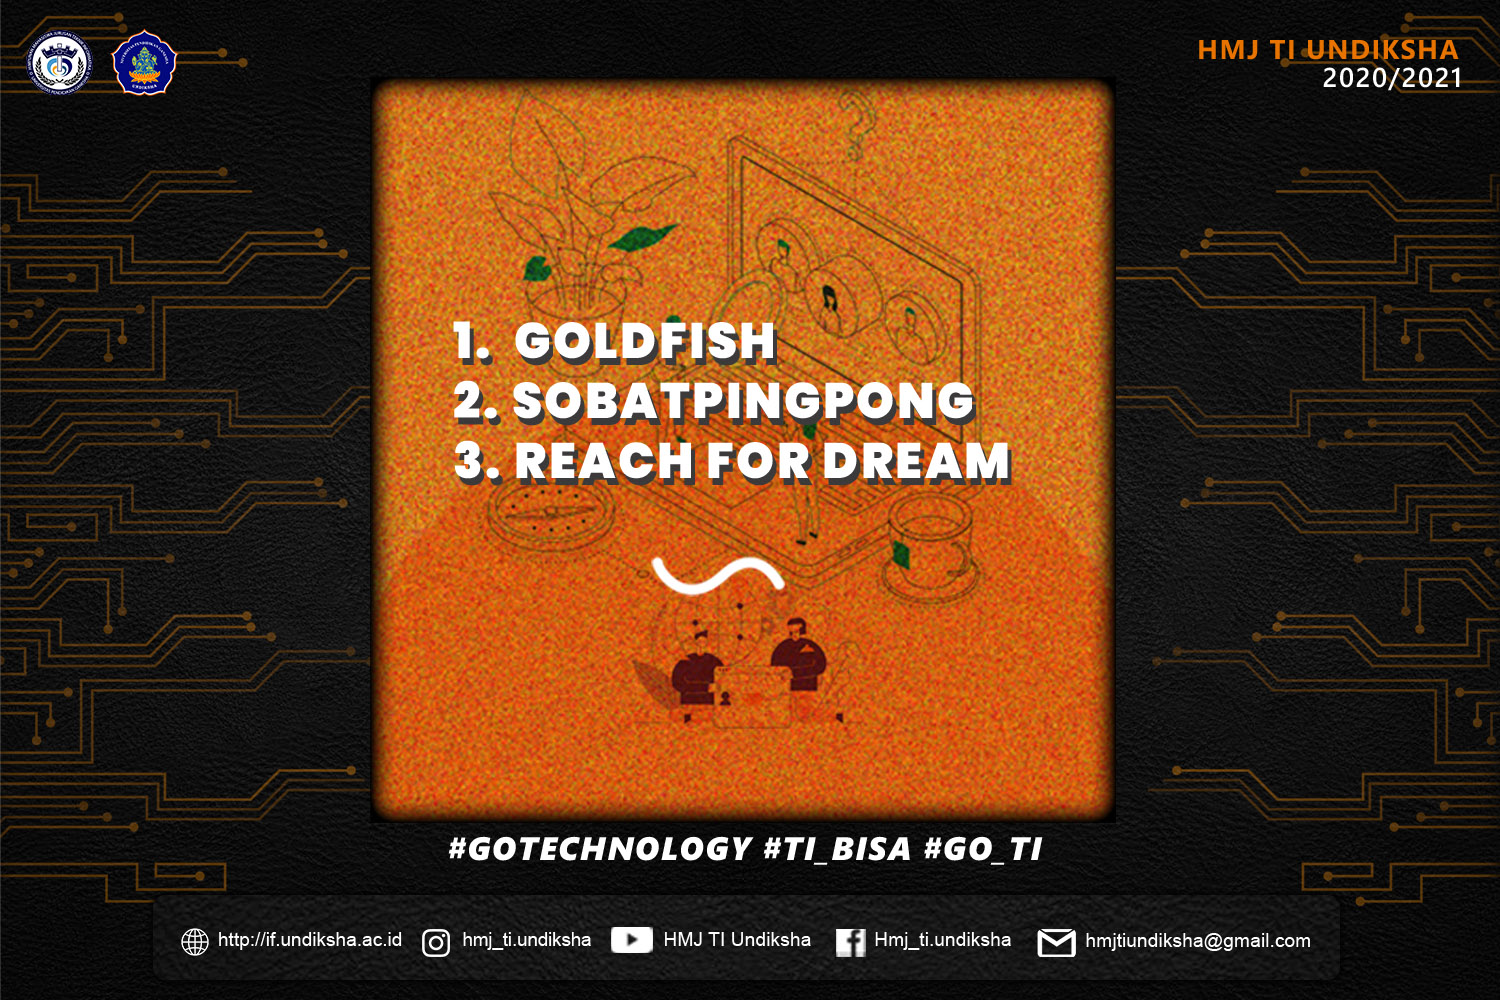 HMJ TI UNDIKSHA
2020/2021
UNDIKSHA
1. GOLDFISH
2. SOBATPINGPONG
3. REACH FOR DREAM
#GOTECHNOLOGY #TI_BISA #GO_TI
http://if.undiksha.ac.id
hmj_ti.undiksha
HMJ TI Undiksha
Hmj_ti.undiksha
hmjtiundiksha@gmail.com